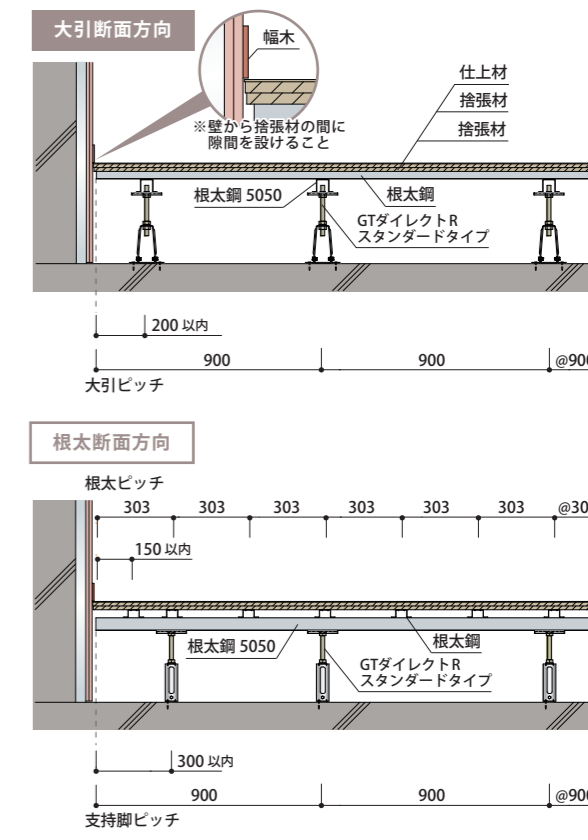 大引断面方向
幅木
※壁から捨張材の間に
隙間を設けること
仕上材
捨張材
捨張材
根太鋼 5050
根太鋼
GTダイレクトR
スタンダードタイプ
200 以内
900
900
@900
大引ピッチ
根太断面方向
根太ピッチ
303
303
303
303
303
303
@30
150 以内
根太鋼 5050
根太鋼
GTダイレクトR
スタンダードタイプ
300 以内
900
900
@900
支持脚ピッチ